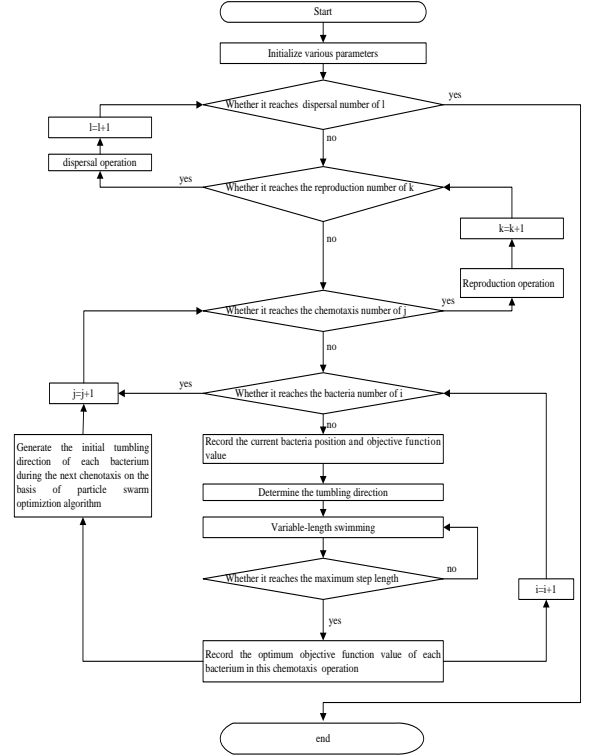 Start
Initialize various parameters
Whether it reaches dispersal number of l
yes
l=l+1
no
dispersal operation
yes
Whether it reaches the reproduction number of k
no
k=k+1
Reproduction operation
Whether it reaches the chemotaxis number of j
yes
no
j=j+1
yes
Whether it reaches the bacteria number of i
no
Generate the initial tumbling
direction of each bacterium
during the next chenotaxis on the
basis of particle swarm
optimiztion algorithm
Record the current bacteria position and objective function
value
Determine the tumbling direction
Variable-length swimming
no
Whether it reaches the maximum step length
i=i+1
yes
Record the optimum objective function value of each
bacterium in this chemotaxis operation
end